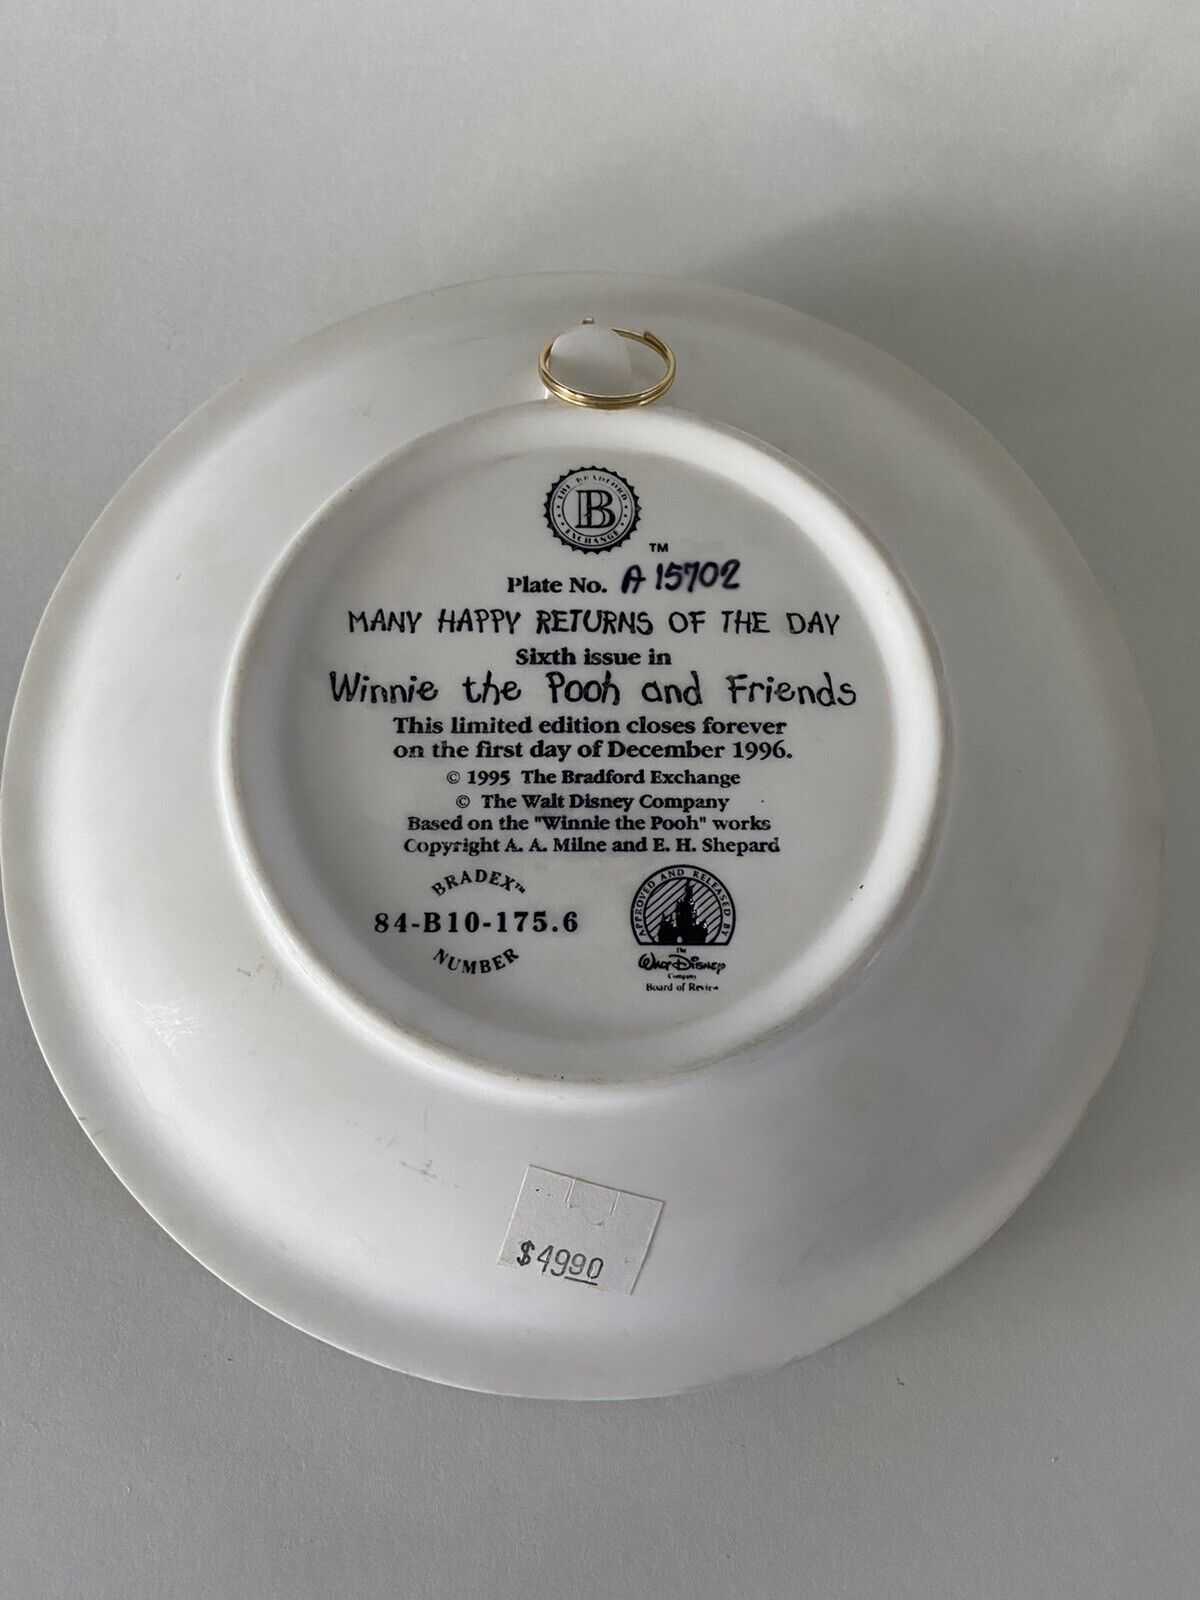 THE BRADFORD
B
EXCHANGE
TM
Plate No. A 15702
MANY HAPPY RETURNS OF THE DAY
Sixth issue in
Winnie the Pooh and Friends
This limited edition closes forever
on the first day of December 1996.
© 1995 The Bradford Exchange
© The Walt Disney Company
Based on the "Winnie the Pooh" works
Copyright A. A. Milne and E. H. Shepard
BRADEX™
84-B10-175.6
NUMBER
APPROVED AND RELEASED BY
The
Walt Disney
Company
Board of Review
$49.90